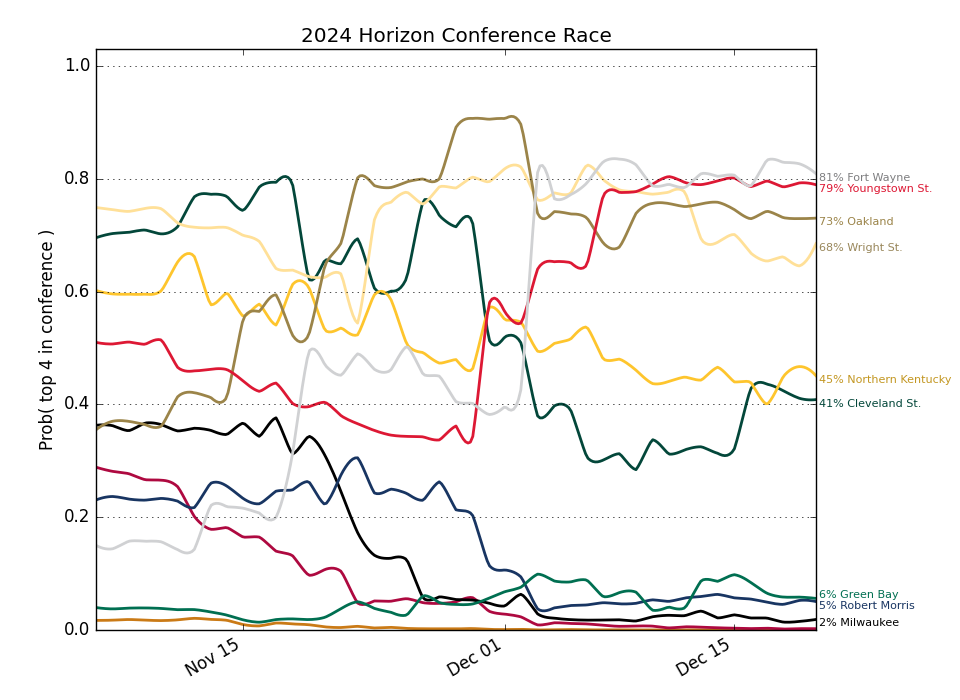 2024 Horizon Conference Race
Prob( top 4 in conference )
1.0
0.8
0.6
0.4
0.2
0.0
Nov 15
Dec 01
Dec 15
81% Fort Wayne
79% Youngstown St.
73% Oakland
68% Wright St.
45% Northern Kentucky
41% Cleveland St.
6% Green Bay
5% Robert Morris
2% Milwaukee